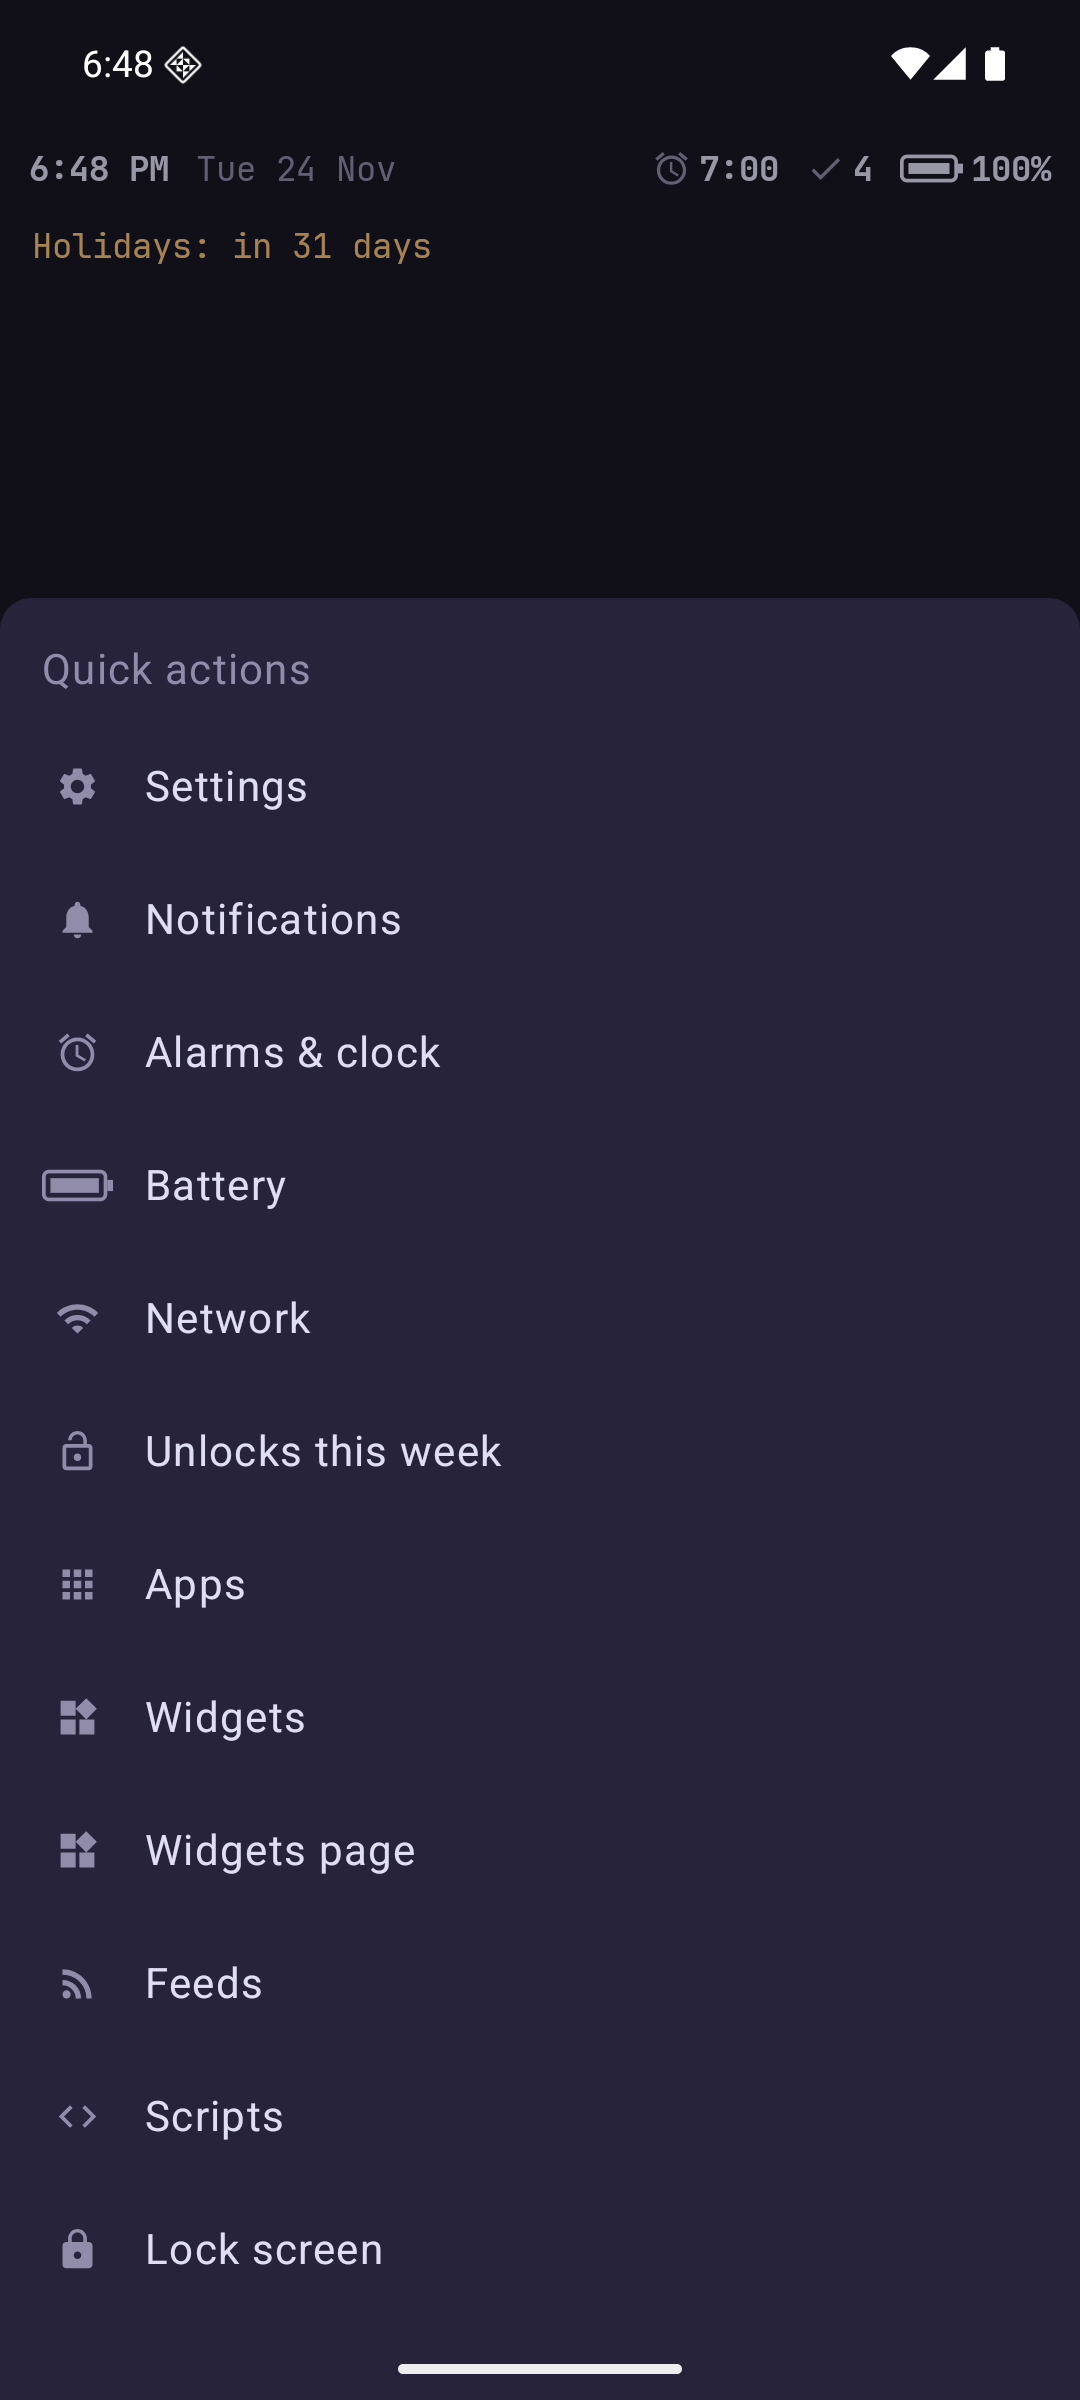 6:48
6:48 PM Tue 24 Nov 7:00 4 100%
Holidays: in 31 days
Quick actions
Settings
Notifications
Alarms & clock
Battery
Network
Unlocks this week
Apps
Widgets
Widgets page
Feeds
Scripts
Lock screen